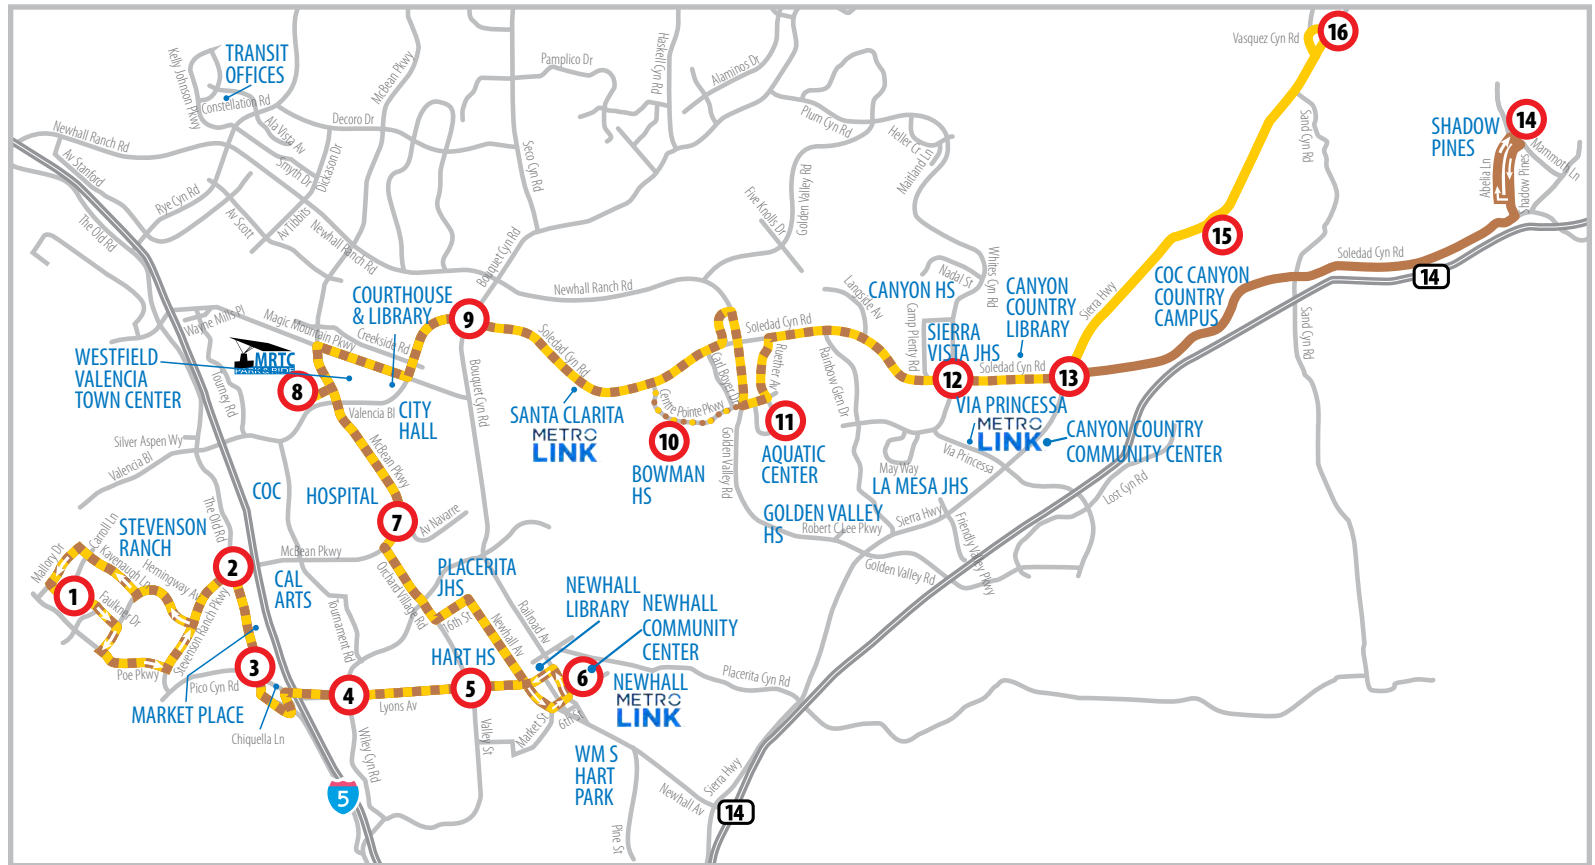 16
Vasquez Cyn Rd
TRANSIT
OFFICES
Kelly Johnson Pkwy
Constellation Rd
McBean Pkwy
Pamplico Dr
Haskell Cyn Rd
Alaminos Dr
Ala Vista Av
Decoro Dr
Plum Cyn Rd
Heller Cr
Maitland Ln
Sand Cyn Rd
SHADOW
PINES
14
Mammoth Ln
Abelia Ln
Shadow Pines
Newhall Ranch Rd
Av Stanford
Smyth Dr
Dickason Dr
Seco Cyn Rd
Rye Cyn Rd
Av Scott
Av Tibbits
Newhall Ranch Rd
The Old Rd
Five Knolls Dr
Golden Valley Rd
15
Bouquet Cyn Rd
Whites Cyn Rd
Nadal St
Soledad Cyn Rd
14
COC CANYON
COUNTRY
CAMPUS
Newhall Ranch Rd
Langside Av
CANYON HS
CANYON
COUNTRY
LIBRARY
Sierra Hwy
COURTHOUSE
& LIBRARY
9
Wayne Mills Pl
Magic Mountain Pkwy
Creekside Rd
Soledad Cyn Rd
Soledad Cyn Rd
Camp Plenty Rd
SIERRA
VISTA JHS
Soledad Cyn Rd
Sand Cyn Rd
WESTFIELD
VALENCIA
TOWN CENTER
MRTC
PARK & RIDE
8
Tourney Rd
Valencia Bl
CITY
HALL
Bouquet Cyn Rd
Carl Boyer Dr
Ruether Av
Rainbow Glen Dr
12
13
SANTA CLARITA
METRO
LINK
Centre Pointe Pkwy
10
BOWMAN
HS
Golden Valley Rd
11
AQUATIC
CENTER
VIA PRINCESSA
METRO
LINK
CANYON COUNTRY
COMMUNITY CENTER
Via Princessa
Silver Aspen Wy
Valencia Bl
McBean Pkwy
May Way
LA MESA JHS
Lost Cyn Rd
The Old Rd
COC
HOSPITAL
7
Av Navarre
GOLDEN VALLEY
HS
Robert C Lee Pkwy
Sierra Hwy
Friendly Valley Pkwy
Golden Valley Rd
STEVENSON
RANCH
Carroll Ln
Mallory Dr
Kavenaugh Ln
Hemingway Av
2
McBean Pkwy
1
Faulkner Dr
CAL
ARTS
Orchard Village Rd
PLACERITA
JHS
16th St
Newhall Av
Railroad Av
NEWHALL
LIBRARY
NEWHALL
COMMUNITY
CENTER
Stevenson Ranch Pkwy
Tournament Rd
Poe Pkwy
3
Pico Cyn Rd
HART HS
4
5
6
Placerita Cyn Rd
Lyons Av
NEWHALL
METRO
LINK
MARKET PLACE
Chiquella Ln
Wiley Cyn Rd
Valley St
Market St
6th St
WM S
HART
PARK
5
Sierra Hwy
Newhall Av
14
Pine St